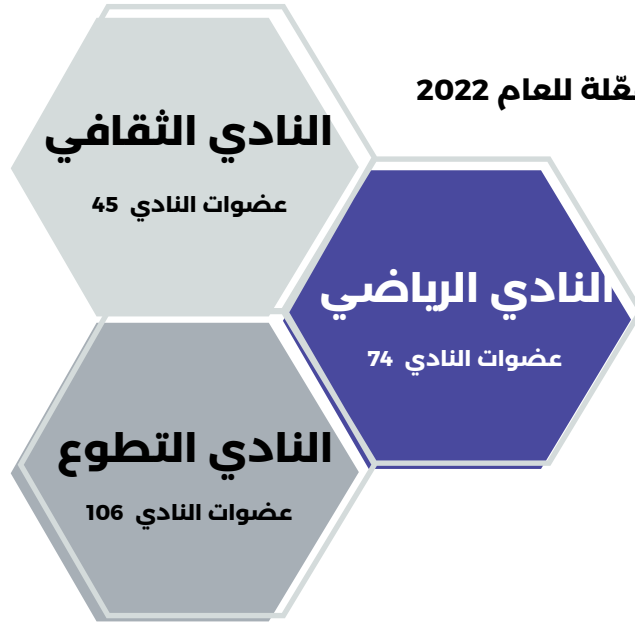 للعام 2022
النادي الثقافي
عضوات النادي 45
النادي الرياضي
عضوات النادي 74
النادي التطوع
عضوات النادي 106